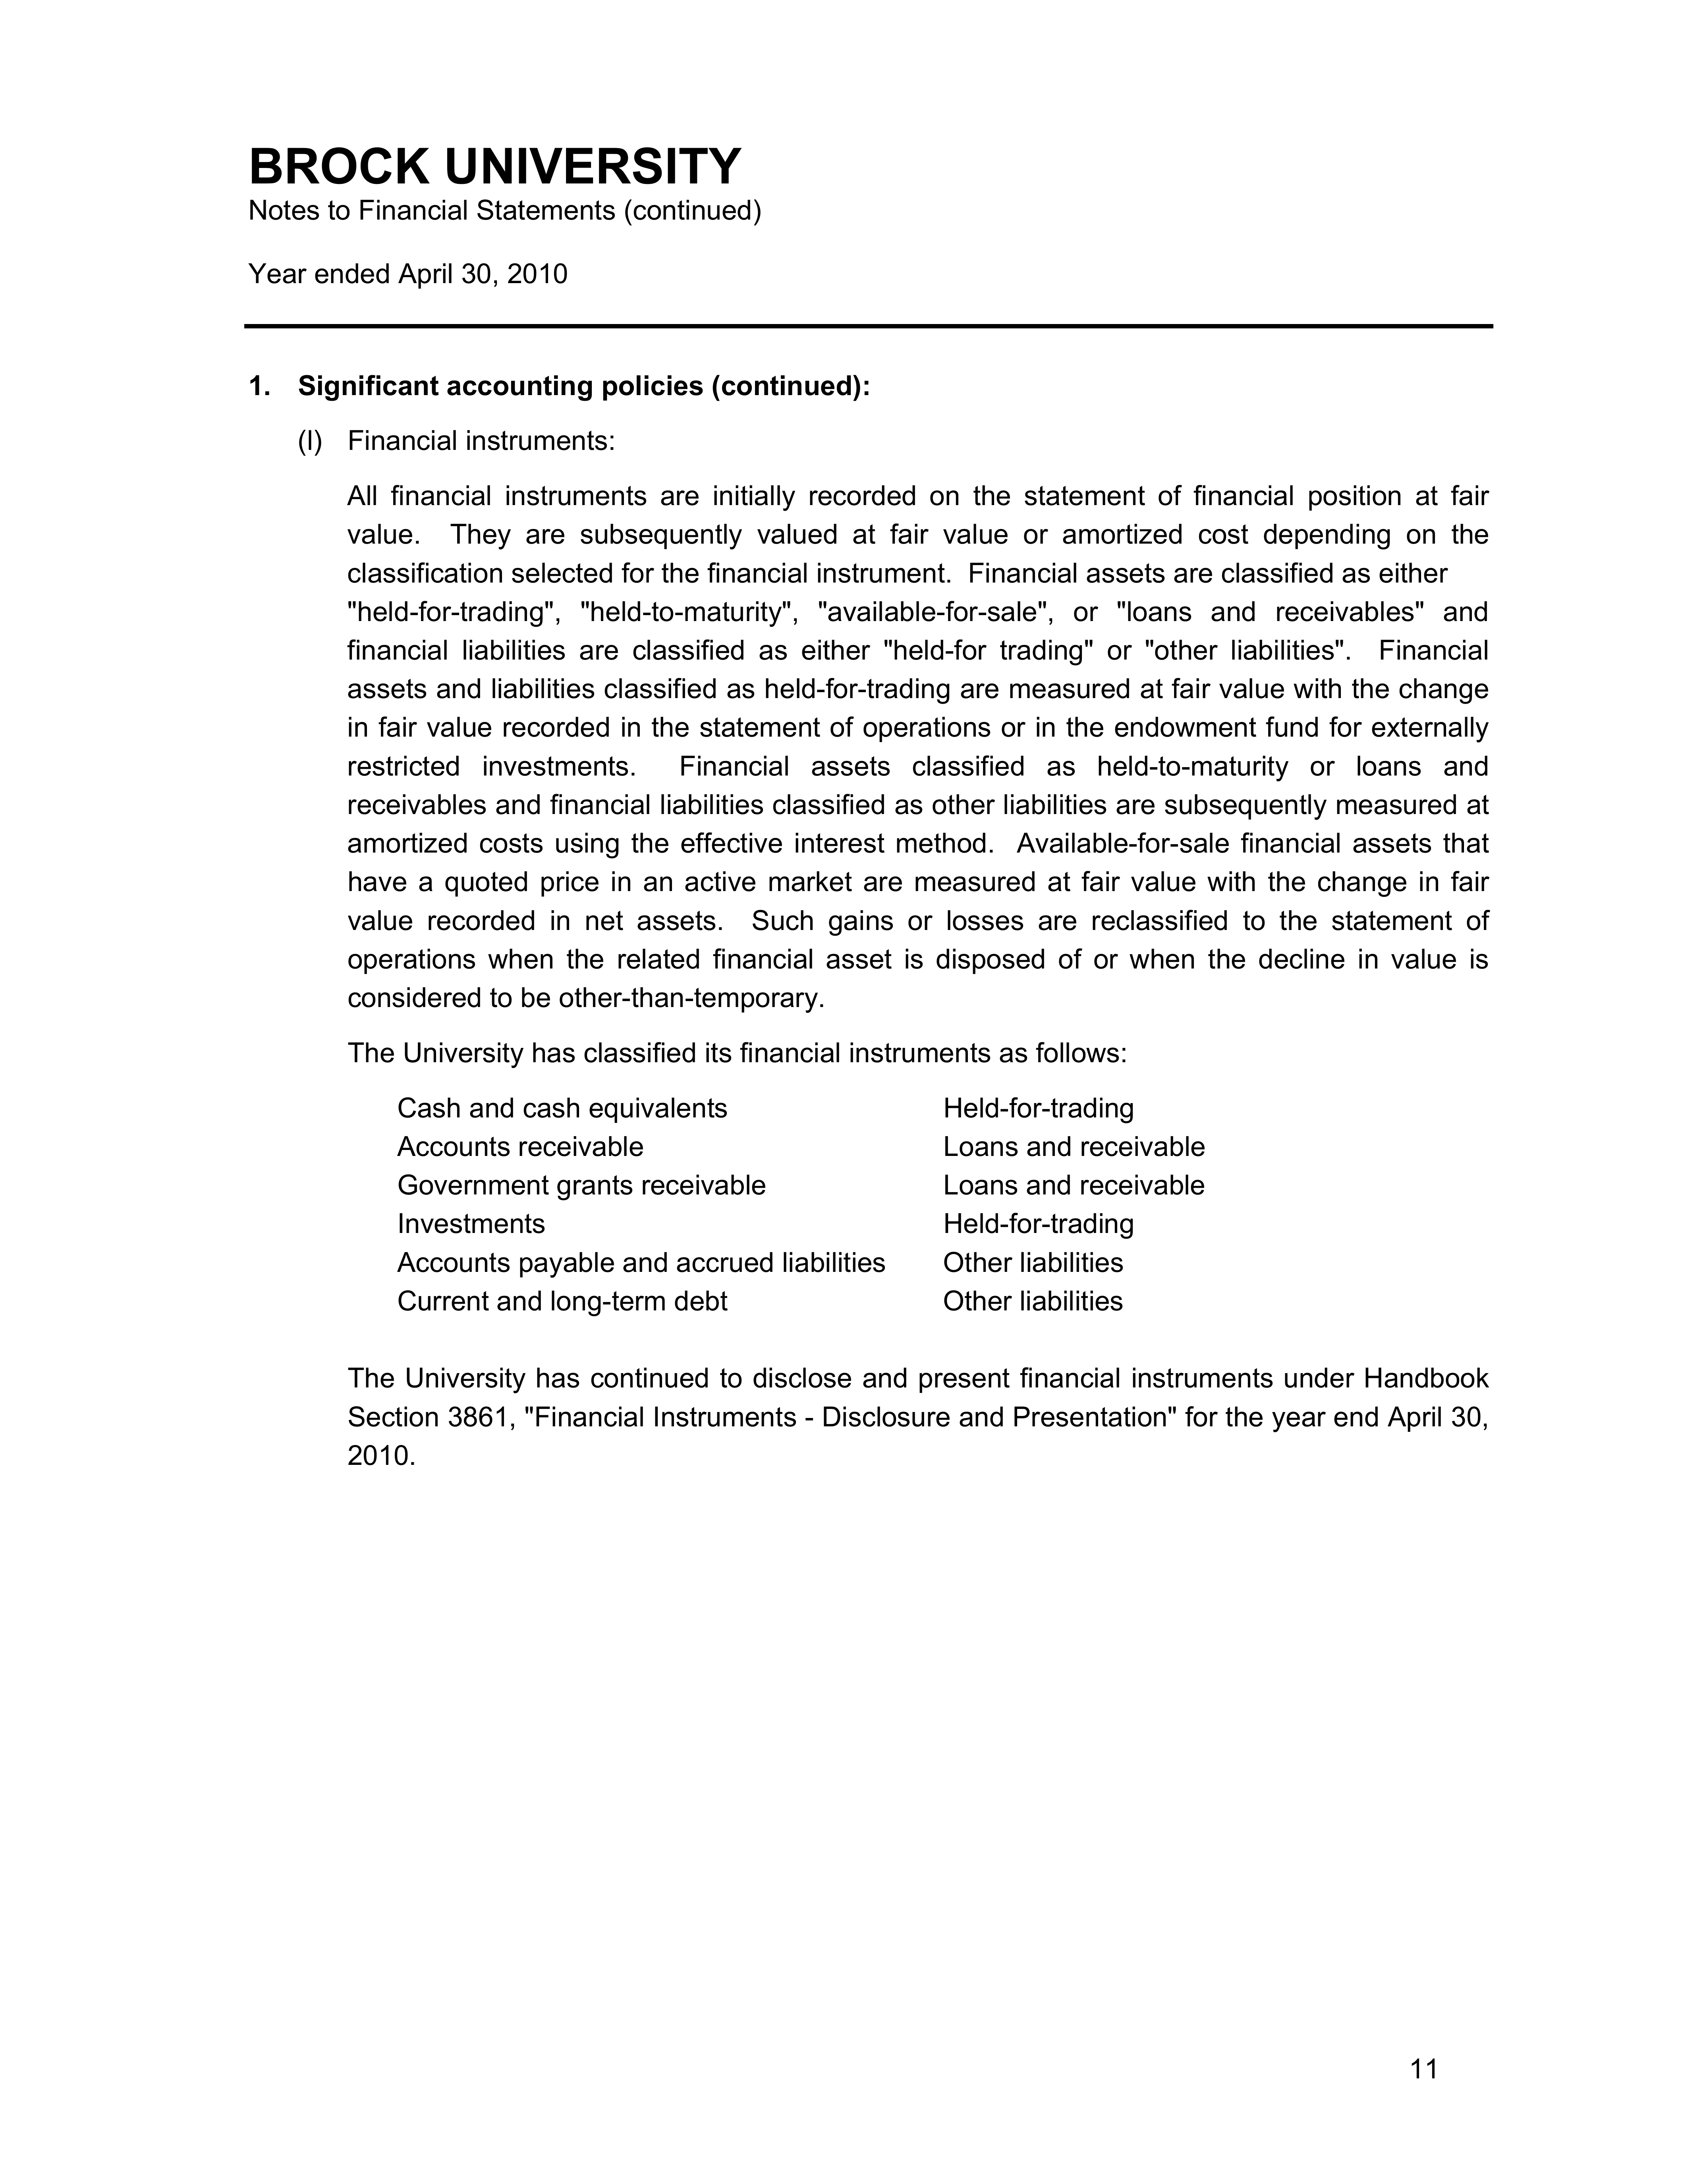 BROCK UNIVERSITY
Notes to Financial Statements (continued)
Year ended April 30, 2010
1. Significant accounting policies (continued):
(l) Financial instruments:
All financial instruments are initially recorded on the statement of financial position at fair
value. They are subsequently valued at fair value or amortized cost depending on the
classification selected for the financial instrument. Financial assets are classified as either
"held-for-trading", "held-to-maturity", "available-for-sale", or "loans and receivables" and
financial liabilities are classified as either "held-for trading" or "other liabilities". Financial
assets and liabilities classified as held-for-trading are measured at fair value with the change
in fair value recorded in the statement of operations or in the endowment fund for externally
restricted investments. Financial assets classified as held-to-maturity or loans and
receivables and financial liabilities classified as other liabilities are subsequently measured at
amortized costs using the effective interest method. Available-for-sale financial assets that
have a quoted price in an active market are measured at fair value with the change in fair
value recorded in net assets. Such gains or losses are reclassified to the statement of
operations when the related financial asset is disposed of or when the decline in value is
considered to be other-than-temporary.
The University has classified its financial instruments as follows:
Cash and cash equivalents Held-for-trading
Accounts receivable Loans and receivable
Government grants receivable Loans and receivable
Investments Held-for-trading
Accounts payable and accrued liabilities Other liabilities
Current and long-term debt Other liabilities
The University has continued to disclose and present financial instruments under Handbook
Section 3861, "Financial Instruments - Disclosure and Presentation" for the year end April 30,
2010.
11